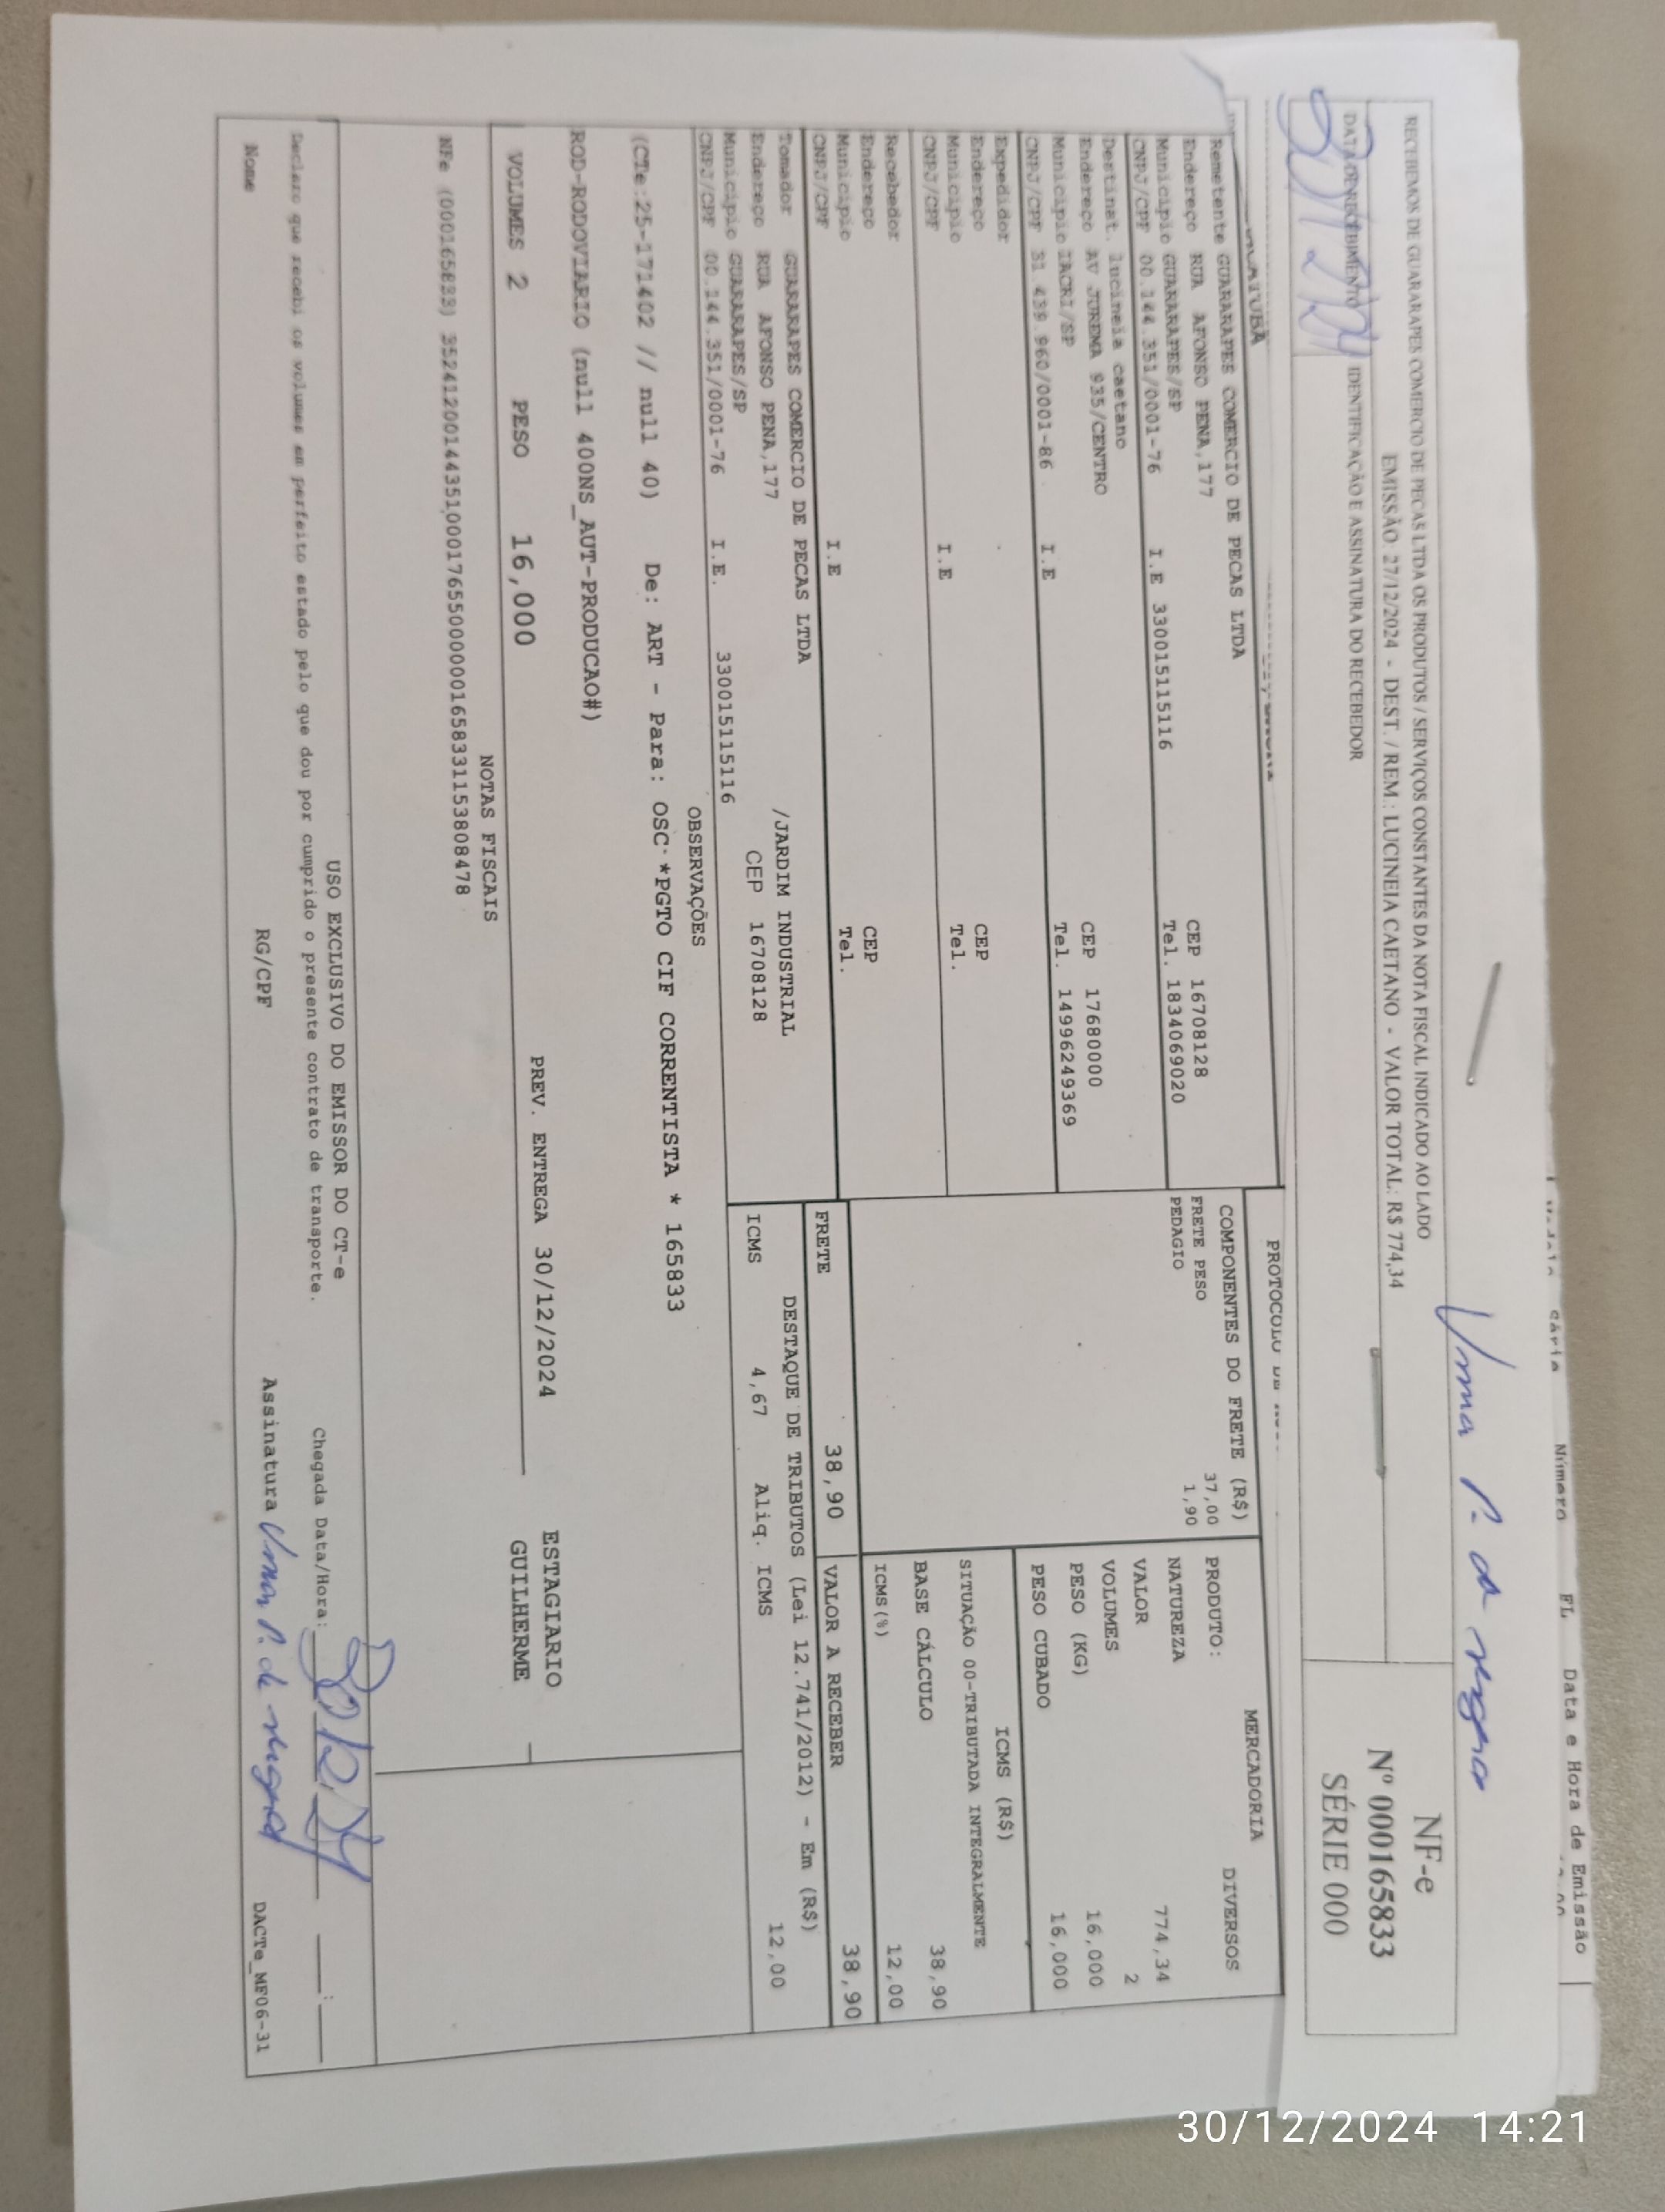 Modelo Série Número FL Data e Hora de Emissão
RECEBEMOS DE GUARARAPES COMERCIO DE PECAS LTDA OS PRODUTOS / SERVIÇOS CONSTANTES DA NOTA FISCAL INDICADO AO LADO
EMISSÃO: 27/12/2024 - DEST. / REM.: LUCINEIA CAETANO - VALOR TOTAL: R$ 774,34
DATA DE RECEBIMENTO
30/12/24
IDENTIFICAÇÃO E ASSINATURA DO RECEBEDOR
NF-e
Nº 000165833
SÉRIE 000
PROTOCOLO DE
Remetente GUARARAPES COMERCIO DE PECAS LTDA
Endereço RUA AFONSO PENA,177 CEP 16708128
Município GUARARAPES/SP Tel. 1834069020
CNPJ/CPF 00.144.351/0001-76 I.E 330015115116
Destinat. lucineia caetano
Endereço AV JUREMA 935/CENTRO CEP 17680000
Município IACRI/SP Tel. 14996249369
CNPJ/CPF 31.439.960/0001-86 I.E
Expedidor
Endereço CEP
Município Tel.
CNPJ/CPF I.E
Recebedor
Endereço CEP
Município Tel.
CNPJ/CPF I.E
Tomador GUARARAPES COMERCIO DE PECAS LTDA
Endereço RUA AFONSO PENA,177 /JARDIM INDUSTRIAL
Município GUARARAPES/SP CEP 16708128
CNPJ/CPF 00.144.351/0001-76 I.E. 330015115116
COMPONENTES DO FRETE (R$)
FRETE PESO 37,00
PEDAGIO 1,90
MERCADORIA
PRODUTO: DIVERSOS
NATUREZA
VALOR 774,34
VOLUMES 2
PESO (KG) 16,000
PESO CUBADO 16,000
ICMS (R$)
SITUAÇÃO 00-TRIBUTADA INTEGRALMENTE
BASE CÁLCULO 38,90
ICMS(%) 12,00
FRETE 38,90 VALOR A RECEBER 38,90
DESTAQUE DE TRIBUTOS (Lei 12.741/2012) - Em (R$)
ICMS 4,67 Aliq. ICMS 12,00
OBSERVAÇÕES
(CTe:25-171402 // null 40) De: ART - Para: OSC *PGTO CIF CORRENTISTA * 165833
ROD-RODOVIARIO (null 400NS_AUT-PRODUCAO#)
VOLUMES 2 PESO 16,000 PREV. ENTREGA 30/12/2024
ESTAGIARIO
GUILHERME
NOTAS FISCAIS
NFe (000165833) 35241200144351000176550000001658331153808478
USO EXCLUSIVO DO EMISSOR DO CT-e
Declaro que recebi os volumes em perfeito estado pelo que dou por cumprido o presente contrato de transporte.
Chegada Data/Hora: 30/12/24 __:__
Nome RG/CPF Assinatura
DACTe_MF06-31
30/12/2024 14:21